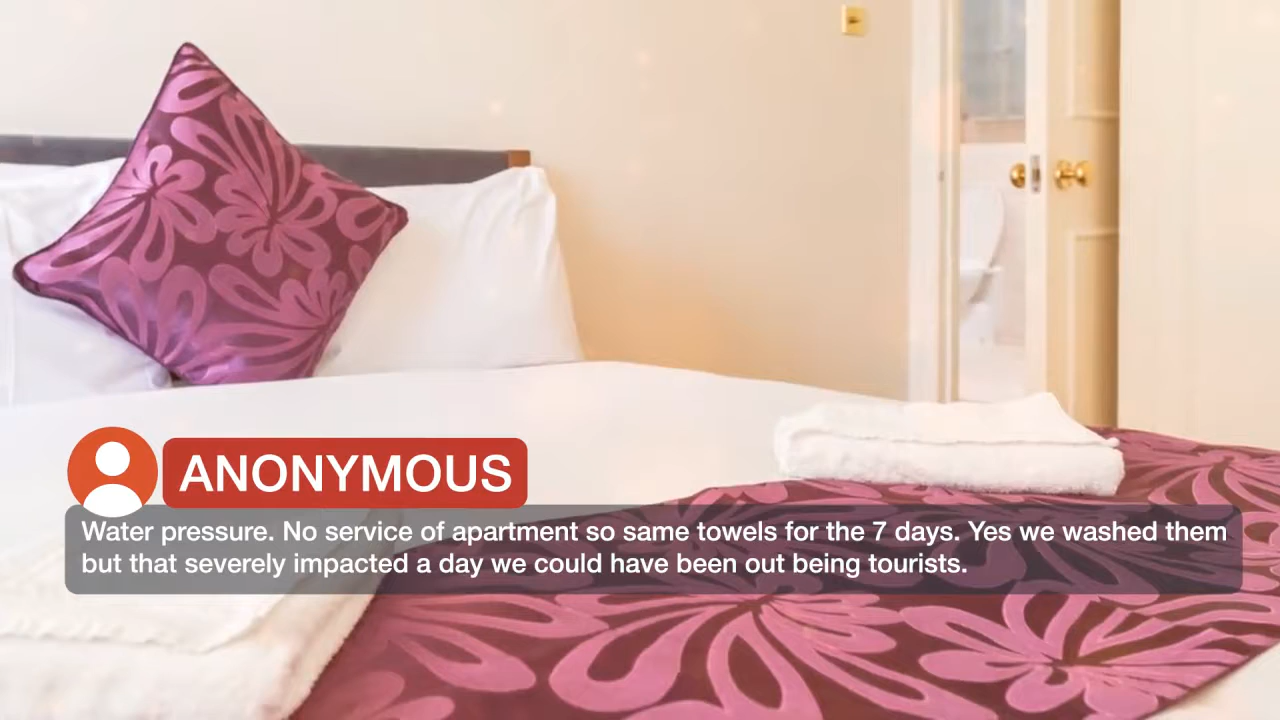 ANONYMOUS
Water pressure. No service of apartment so same towels for the 7 days. Yes we washed them
but that severely impacted a day we could have been out being tourists.